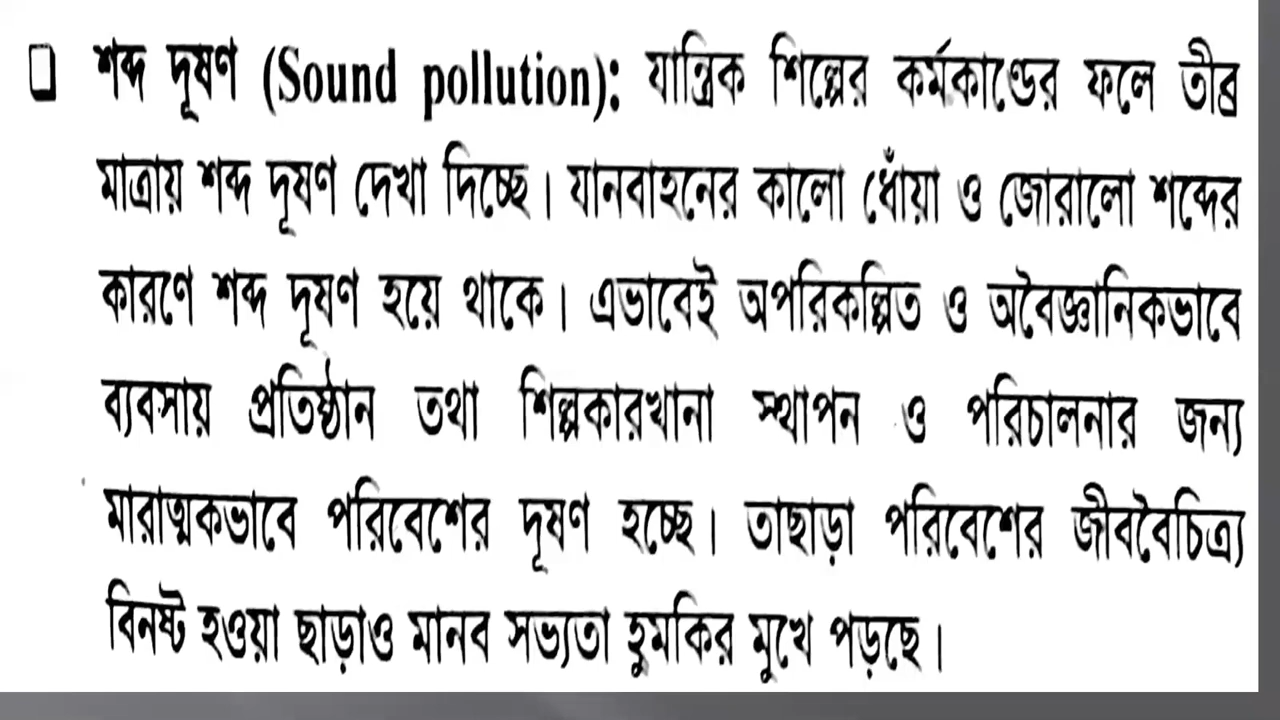 □ শব্দ দূষণ (Sound pollution): যান্ত্রিক শিল্পের কর্মকাণ্ডের ফলে তীব্র
মাত্রায় শব্দ দূষণ দেখা দিচ্ছে। যানবাহনের কালো ধোঁয়া ও জোরালো শব্দের
কারণে শব্দ দূষণ হয়ে থাকে। এভাবেই অপরিকল্পিত ও অবৈজ্ঞানিকভাবে
ব্যবসায় প্রতিষ্ঠান তথা শিল্পকারখানা স্থাপন ও পরিচালনার জন্য
মারাত্মকভাবে পরিবেশের দূষণ হচ্ছে। তাছাড়া পরিবেশের জীববৈচিত্র্য
বিনষ্ট হওয়া ছাড়াও মানব সভ্যতা হুমকির মুখে পড়ছে।